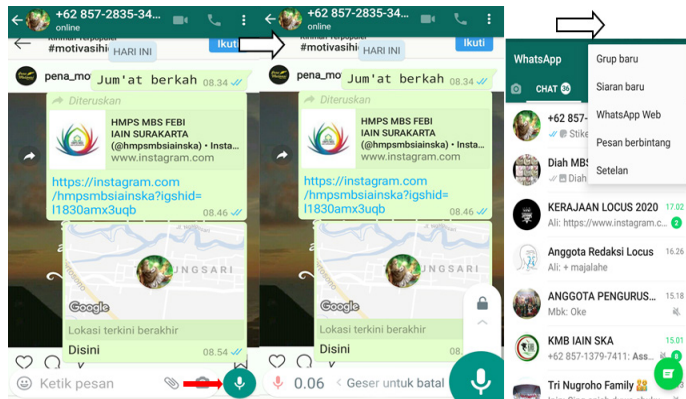 +62 857-2835-34...
online
#motivasihi
HARI INI
Ikuti
pena_mo
Jum'at berkah 08.34
Diteruskan
HMPS MBS FEBI
IAIN SURAKARTA
(@hmpsmbsiainska) • Insta...
www.instagram.com
https://instagram.com
/hmpsmbsiainska?igshid=
l1830amx3uqb
08.46
UNGSARI
Google
Lokasi terkini berakhir
Disini
08.54
Ketik pesan
+62 857-2835-34...
online
#motivasihi
HARI INI
Ikuti
pena_mo
Jum'at berkah 08.34
Diteruskan
HMPS MBS FEBI
IAIN SURAKARTA
(@hmpsmbsiainska) • Insta...
www.instagram.com
https://instagram.com
/hmpsmbsiainska?igshid=
l1830amx3uqb
08.46
JNGSARI
Google
Lokasi terkini berakhir
Disini
08.
0.06 < Geser untuk batal
WhatsApp
CHAT 36
Grup baru
Siaran baru
WhatsApp Web
Pesan berbintang
Setelan
+62 857-
Stike
Diah MBS
Diah
KERAJAAN LOCUS 2020 17.02
Ali: https://www.instagram.c... 2
Anggota Redaksi Locus 16.26
Ali: + majalahe
ANGGOTA PENGURUS... 15.18
Mbk: Oke
KMB IAIN SKA 15.01
+62 857-1379-7411: Ass... 8
Tri Nugroho Family